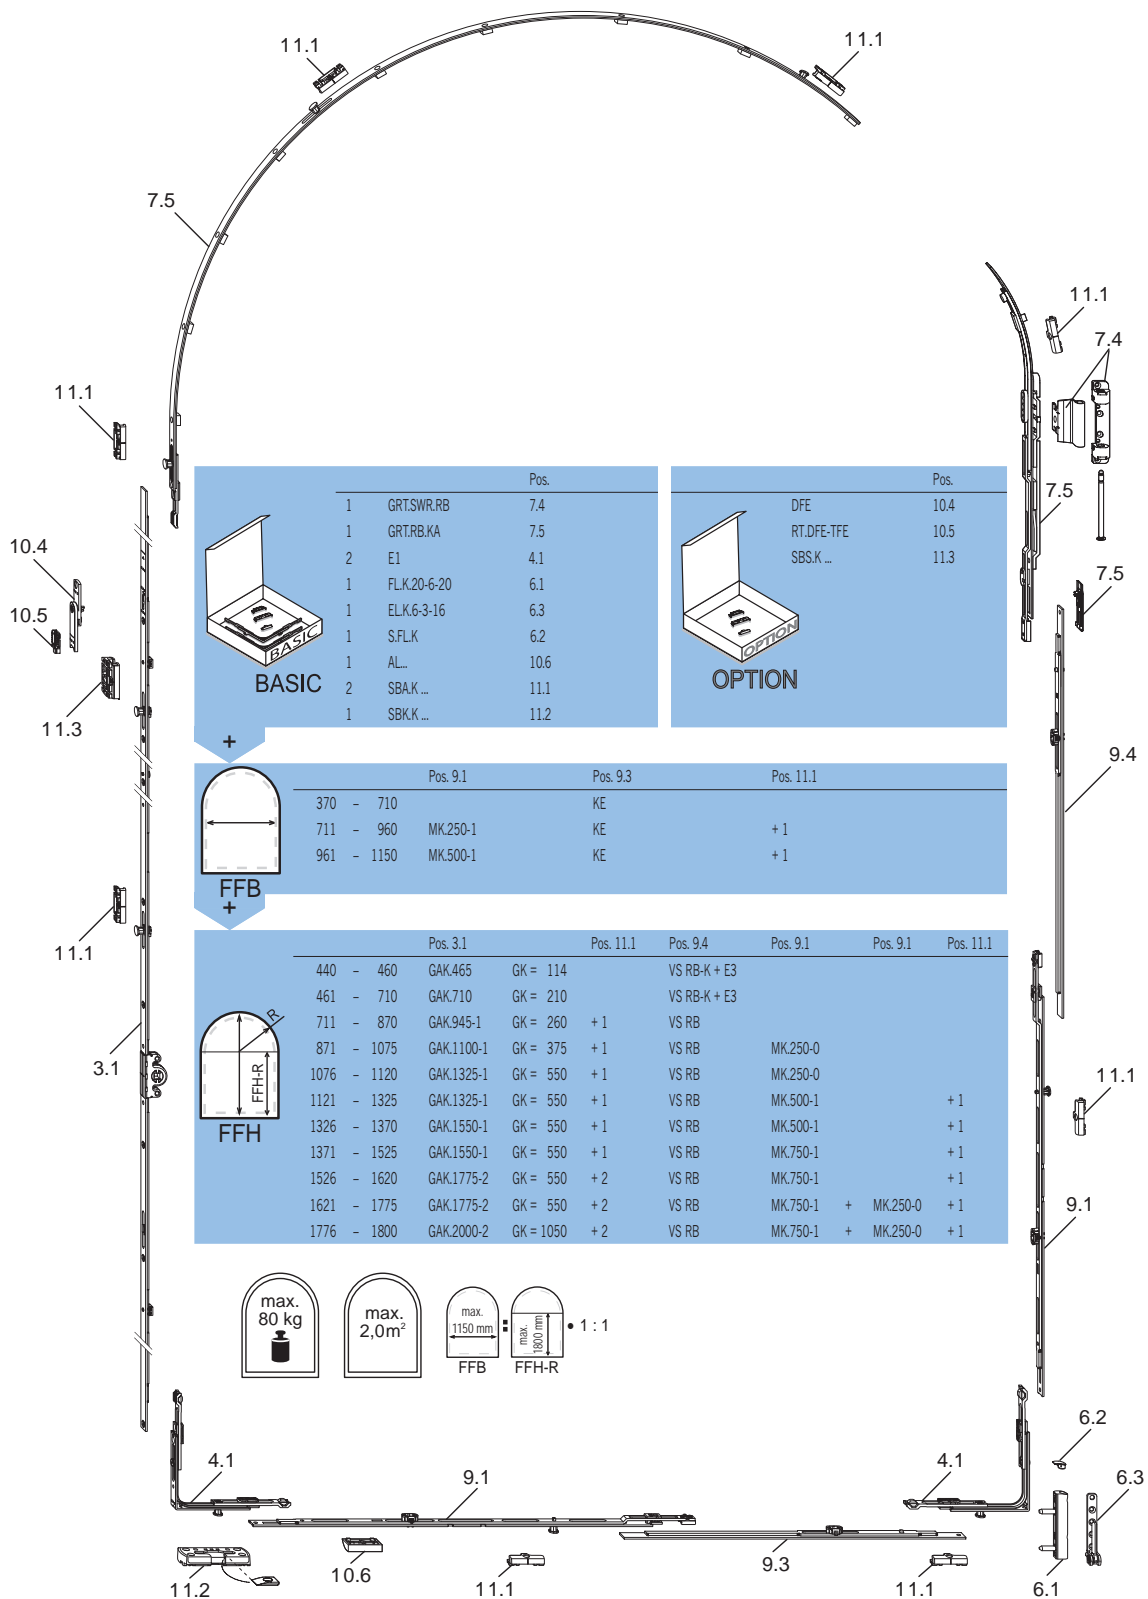 11.1
11.1
7.5
11.1
7.4
11.1
7.5
10.4
10.5
7.5
11.3
9.4
11.1
3.1
11.1
9.1
Pos.
1 GRT.SWR.RB 7.4
1 GRT.RB.KA 7.5
2 E1 4.1
1 FL.K.20-6-20 6.1
1 EL.K.6-3-16 6.3
1 S.FL.K 6.2
1 AL... 10.6
2 SBA.K ... 11.1
1 SBK.K ... 11.2
BASIC
BASIC
Pos.
DFE 10.4
RT.DFE-TFE 10.5
SBS.K ... 11.3
OPTION
OPTION
+
Pos. 9.1 Pos. 9.3 Pos. 11.1
370 – 710 KE
711 – 960 MK.250-1 KE + 1
961 – 1150 MK.500-1 KE + 1
FFB
+
Pos. 3.1 Pos. 11.1 Pos. 9.4 Pos. 9.1 Pos. 9.1 Pos. 11.1
440 – 460 GAK.465 GK = 114 VS RB-K + E3
461 – 710 GAK.710 GK = 210 VS RB-K + E3
711 – 870 GAK.945-1 GK = 260 + 1 VS RB
871 – 1075 GAK.1100-1 GK = 375 + 1 VS RB MK.250-0
1076 – 1120 GAK.1325-1 GK = 550 + 1 VS RB MK.250-0
1121 – 1325 GAK.1325-1 GK = 550 + 1 VS RB MK.500-1 + 1
1326 – 1370 GAK.1550-1 GK = 550 + 1 VS RB MK.500-1 + 1
1371 – 1525 GAK.1550-1 GK = 550 + 1 VS RB MK.750-1 + 1
1526 – 1620 GAK.1775-2 GK = 550 + 2 VS RB MK.750-1 + 1
1621 – 1775 GAK.1775-2 GK = 550 + 2 VS RB MK.750-1 + MK.250-0 + 1
1776 – 1800 GAK.2000-2 GK = 1050 + 2 VS RB MK.750-1 + MK.250-0 + 1
R
FFH-R
FFH
max.
80 kg
max.
2,0m²
max.
1150 mm
FFB
max.
1800 mm
FFH-R
• 1 : 1
4.1
9.1
4.1
6.2
6.3
11.2
10.6
11.1
9.3
11.1
6.1